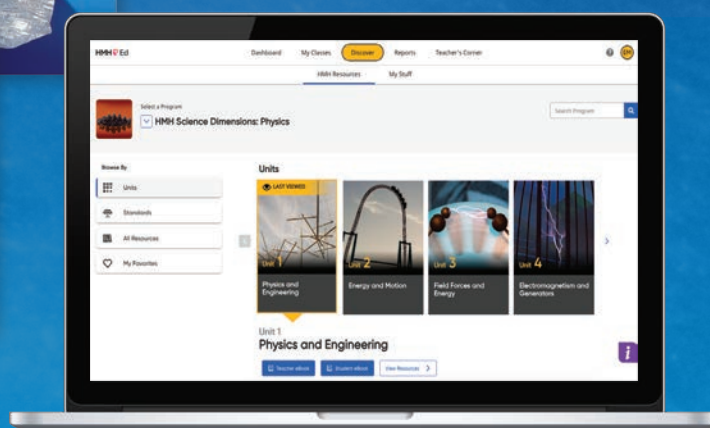 HMH Ed
Dashboard My Classes Discover Reports Teacher's Corner
? EM
HMH Resources My Stuff
Select a Program
HMH Science Dimensions: Physics
Search Program
Browse By
Units
Standards
All Resources
My Favorites
Units
LAST VIEWED
Unit 1
Physics and
Engineering
Unit 2
Energy and Motion
Unit 3
Field Forces and
Energy
Unit 4
Electromagnetism and
Generators
Unit 1
Physics and Engineering
Teacher eBook Student eBook View Resources
i